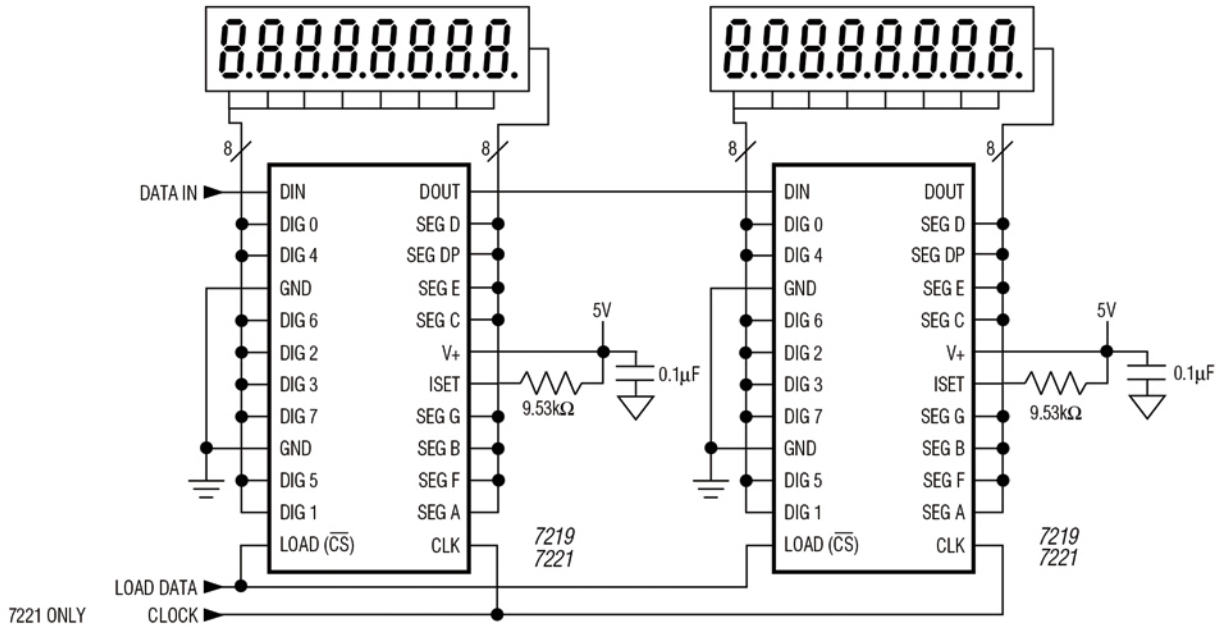 8.8.8.8.8.8.8.8.
8.8.8.8.8.8.8.8.
8
8
8
8
DATA IN
DIN
DOUT
DIG 0
SEG D
DIG 4
SEG DP
GND
SEG E
DIG 6
SEG C
DIG 2
V+
DIG 3
ISET
DIG 7
SEG G
GND
SEG B
DIG 5
SEG F
DIG 1
SEG A
LOAD (CS)
CLK
5V
0.1µF
9.53kΩ
7219
7221
DIN
DOUT
DIG 0
SEG D
DIG 4
SEG DP
GND
SEG E
DIG 6
SEG C
DIG 2
V+
DIG 3
ISET
DIG 7
SEG G
GND
SEG B
DIG 5
SEG F
DIG 1
SEG A
LOAD (CS)
CLK
5V
0.1µF
9.53kΩ
7219
7221
LOAD DATA
7221 ONLY
CLOCK